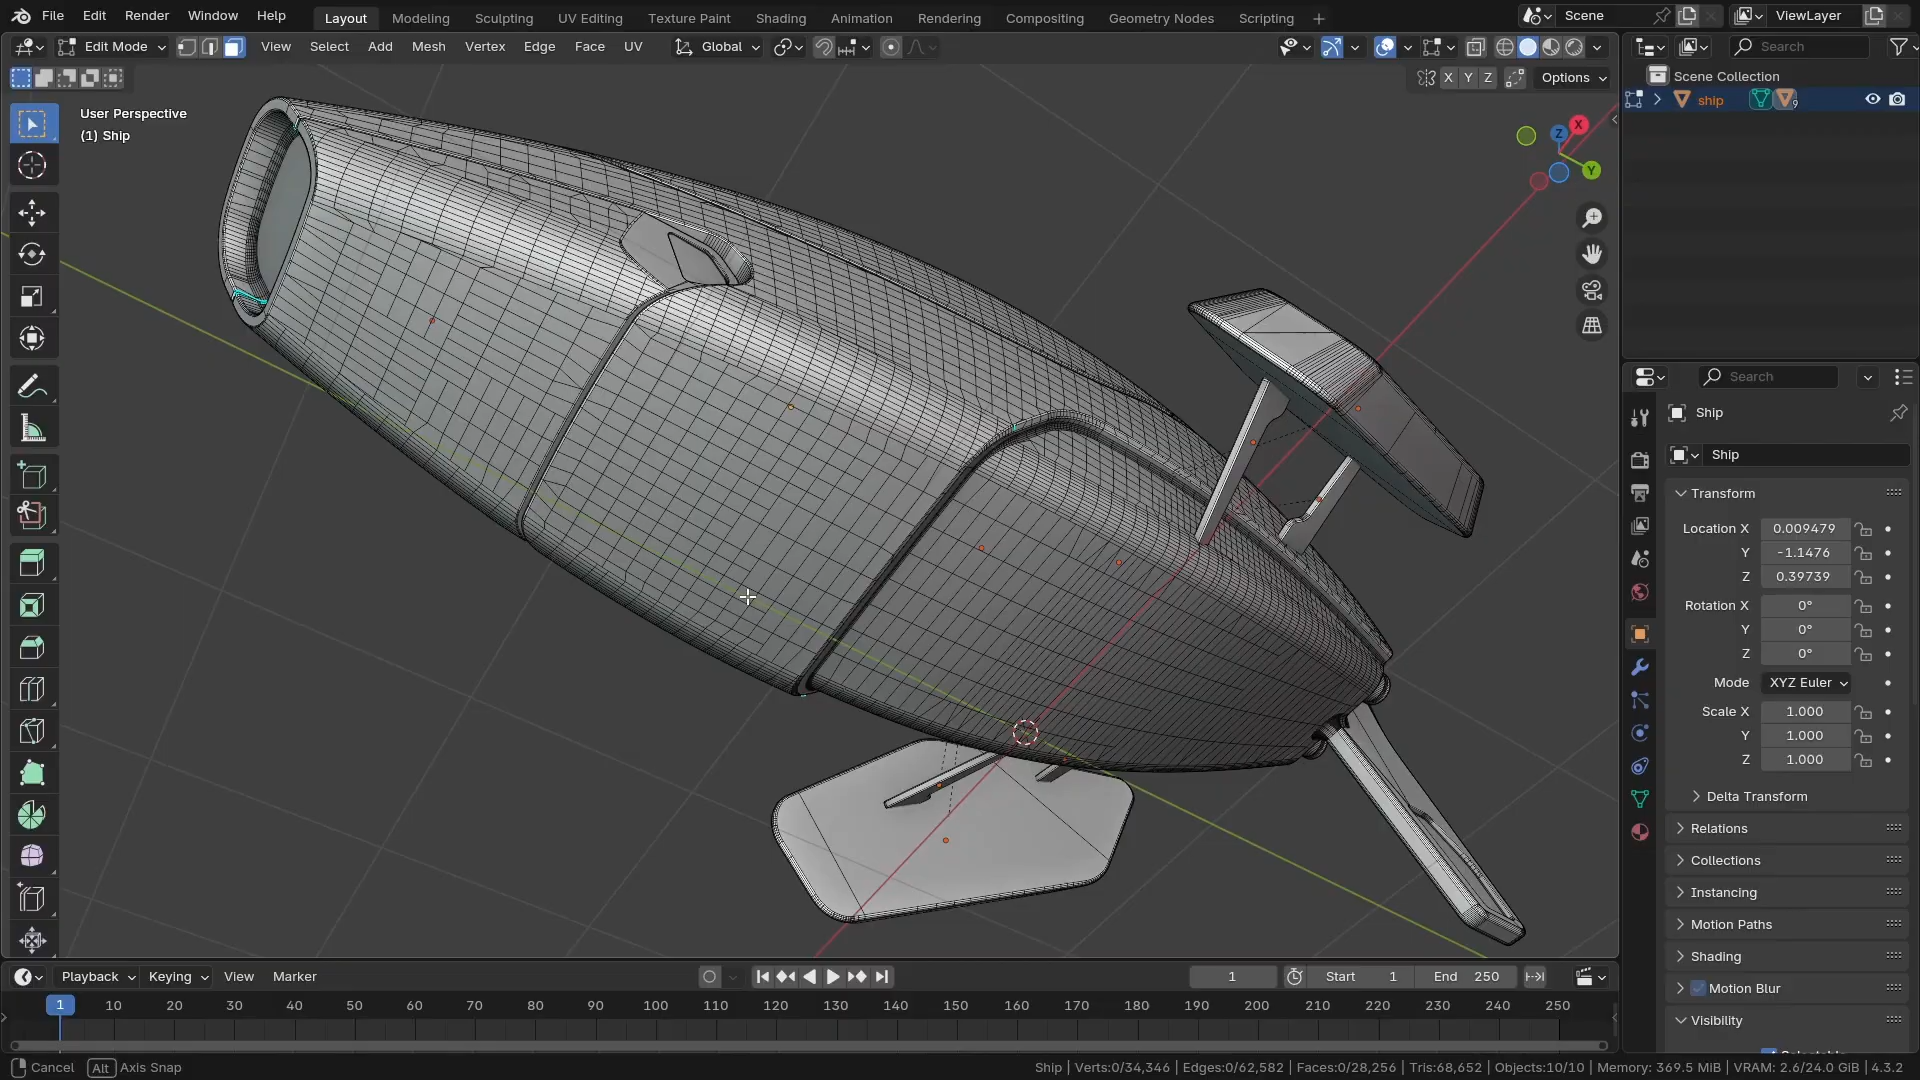 File Edit Render Window Help Layout Modeling Sculpting UV Editing Texture Paint Shading Animation Rendering Compositing Geometry Nodes Scripting + Scene ViewLayer
Edit Mode View Select Add Mesh Vertex Edge Face UV Global Search
X Y Z Options Scene Collection
ship 9
User Perspective
(1) Ship
X
Z
Y
Search
Ship
Ship
Transform
Location X 0.009479
Y -1.1476
Z 0.39739
Rotation X 0°
Y 0°
Z 0°
Mode XYZ Euler
Scale X 1.000
Y 1.000
Z 1.000
Delta Transform
Relations
Collections
Instancing
Motion Paths
Shading
Motion Blur
Visibility
Playback Keying View Marker 1 Start 1 End 250
1 10 20 30 40 50 60 70 80 90 100 110 120 130 140 150 160 170 180 190 200 210 220 230 240 250
Cancel Alt Axis Snap Ship | Verts:0/34,346 | Edges:0/62,582 | Faces:0/28,256 | Tris:68,652 | Objects:10/10 | Memory: 369.5 MiB | VRAM: 2.6/24.0 GiB | 4.3.2